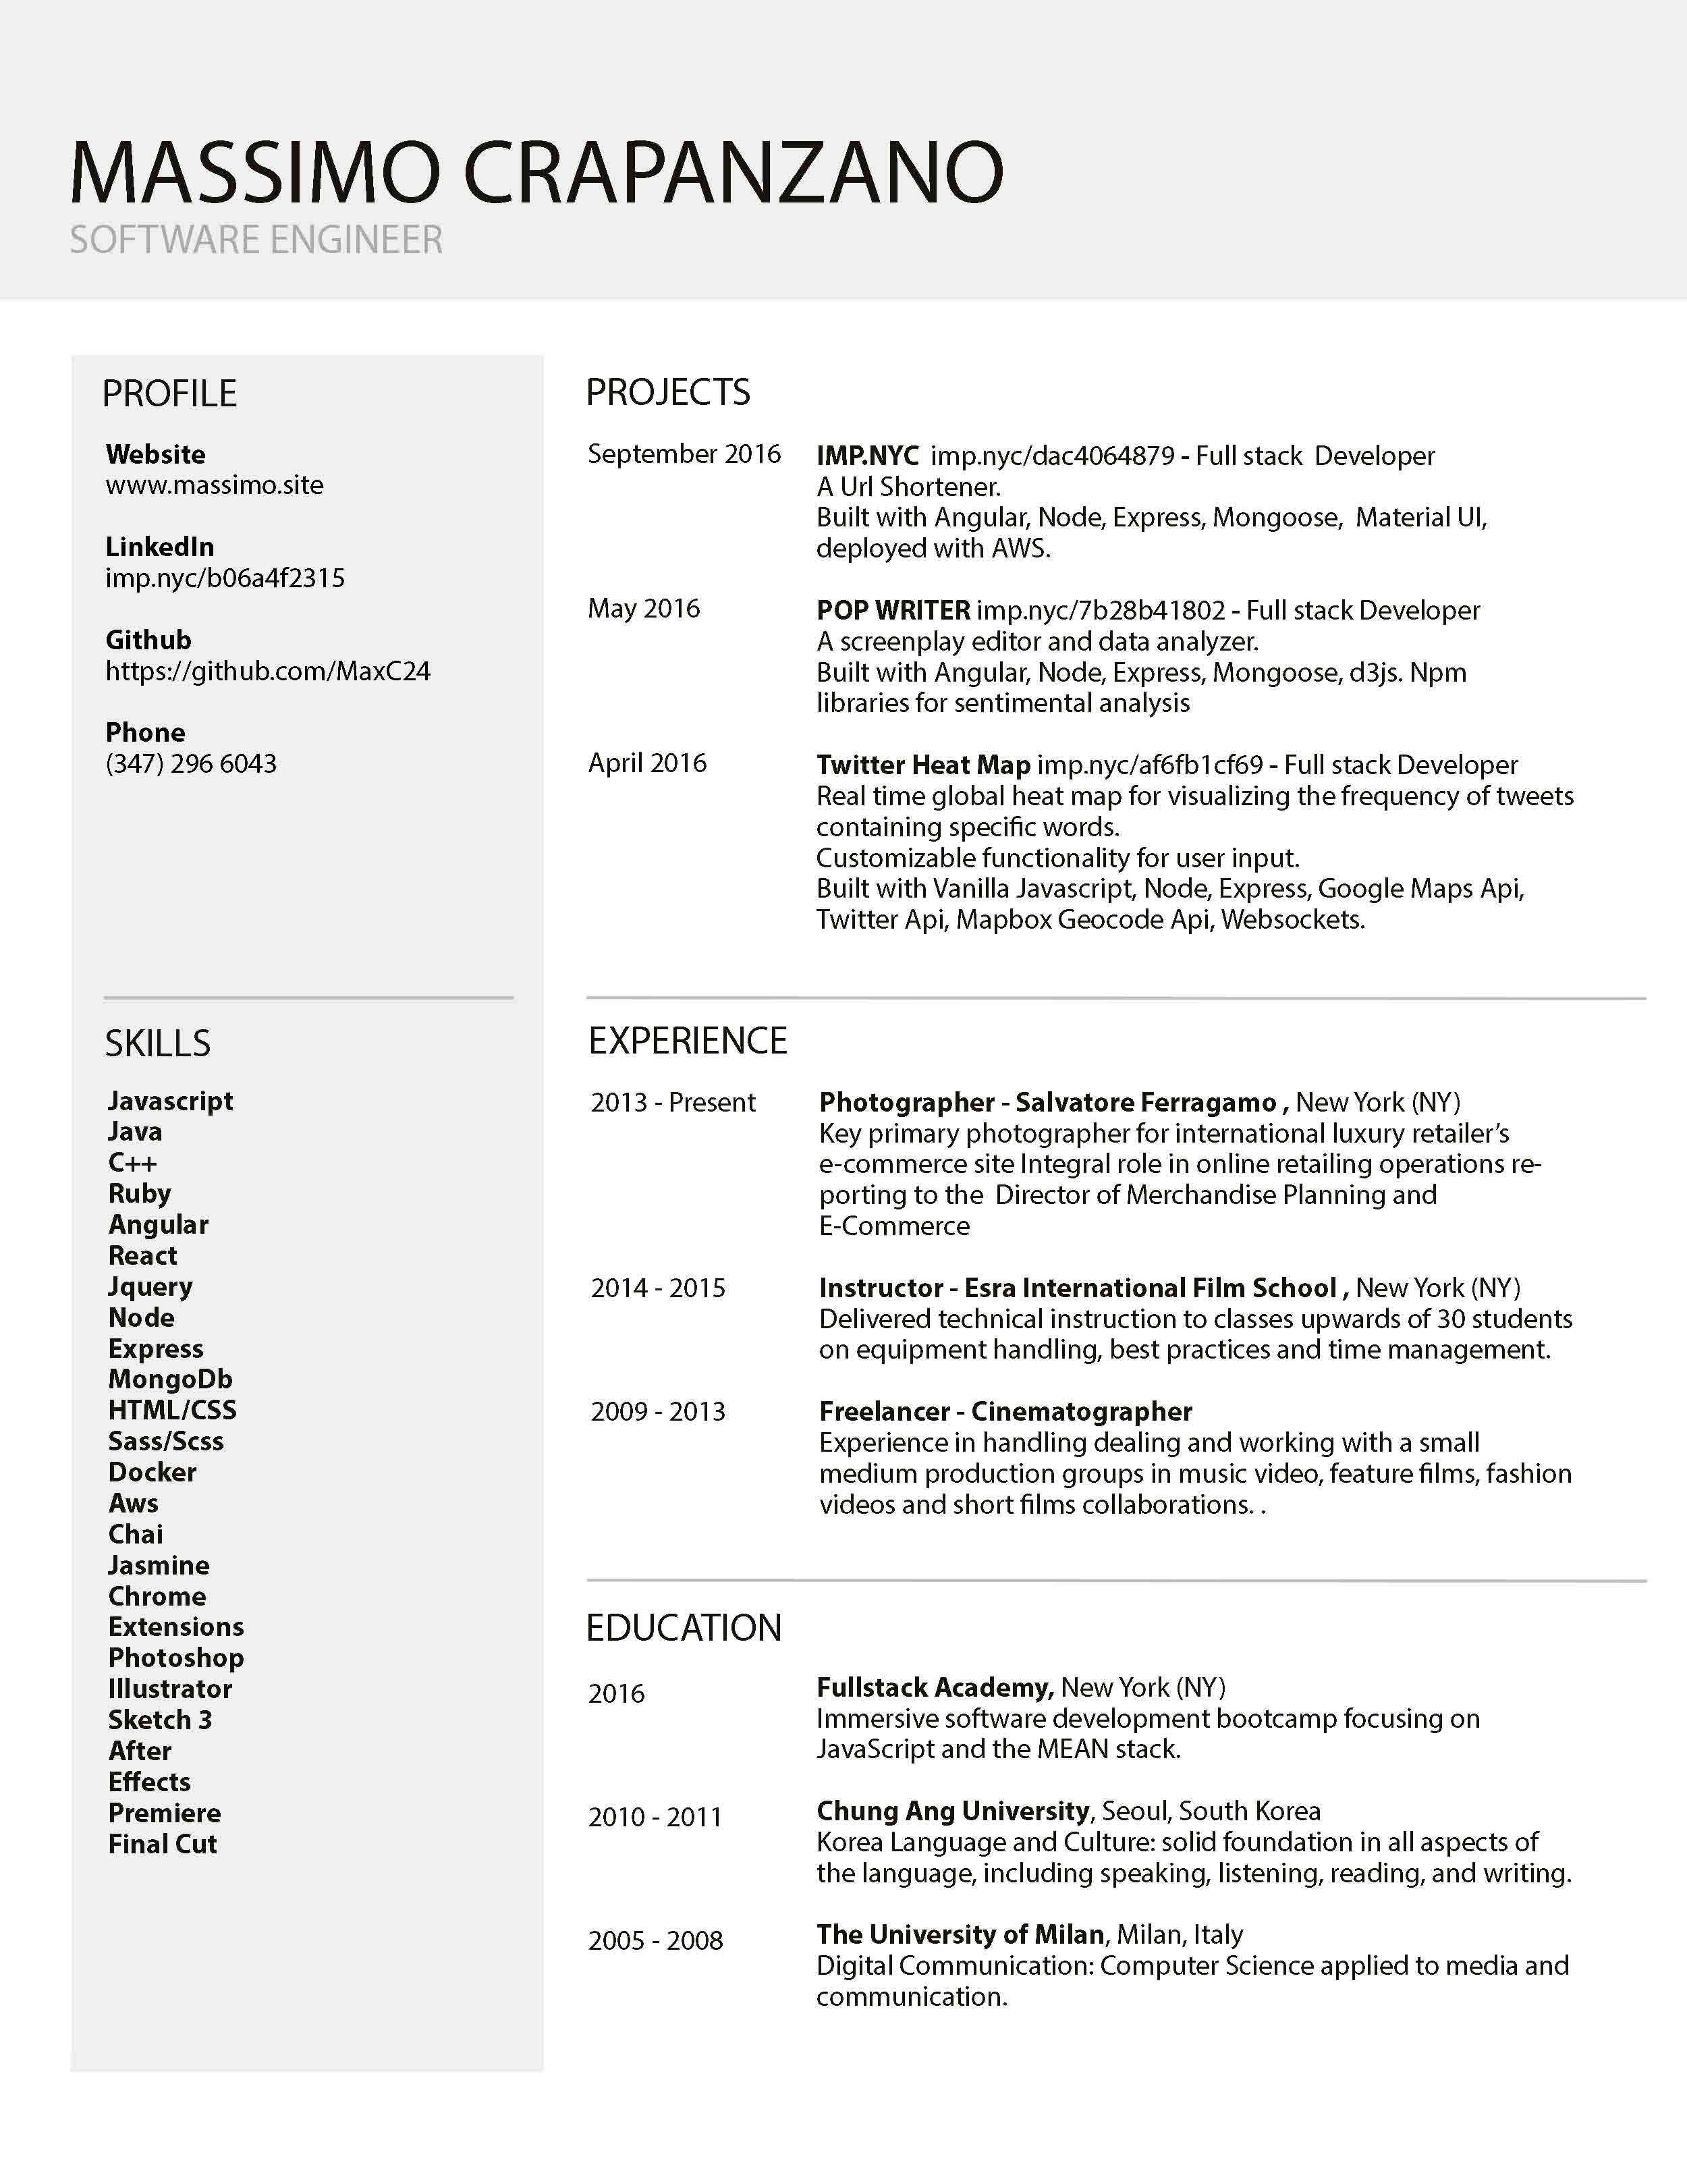 MASSIMO CRAPANZANO
SOFTWARE ENGINEER
PROFILE
Website
www.massimo.site
LinkedIn
imp.nyc/b06a4f2315
Github
https://github.com/MaxC24
Phone
(347) 296 6043
SKILLS
Javascript
Java
C++
Ruby
Angular
React
Jquery
Node
Express
MongoDb
HTML/CSS
Sass/Scss
Docker
Aws
Chai
Jasmine
Chrome
Extensions
Photoshop
Illustrator
Sketch 3
After
Effects
Premiere
Final Cut
PROJECTS
September 2016 IMP.NYC imp.nyc/dac4064879 - Full stack Developer
A Url Shortener.
Built with Angular, Node, Express, Mongoose, Material UI,
deployed with AWS.
May 2016 POP WRITER imp.nyc/7b28b41802 - Full stack Developer
A screenplay editor and data analyzer.
Built with Angular, Node, Express, Mongoose, d3js. Npm
libraries for sentimental analysis
April 2016 Twitter Heat Map imp.nyc/af6fb1cf69 - Full stack Developer
Real time global heat map for visualizing the frequency of tweets
containing specific words.
Customizable functionality for user input.
Built with Vanilla Javascript, Node, Express, Google Maps Api,
Twitter Api, Mapbox Geocode Api, Websockets.
EXPERIENCE
2013 - Present Photographer - Salvatore Ferragamo , New York (NY)
Key primary photographer for international luxury retailer’s
e-commerce site Integral role in online retailing operations re-
porting to the Director of Merchandise Planning and
E-Commerce
2014 - 2015 Instructor - Esra International Film School , New York (NY)
Delivered technical instruction to classes upwards of 30 students
on equipment handling, best practices and time management.
2009 - 2013 Freelancer - Cinematographer
Experience in handling dealing and working with a small
medium production groups in music video, feature films, fashion
videos and short films collaborations. .
EDUCATION
2016 Fullstack Academy, New York (NY)
Immersive software development bootcamp focusing on
JavaScript and the MEAN stack.
2010 - 2011 Chung Ang University, Seoul, South Korea
Korea Language and Culture: solid foundation in all aspects of
the language, including speaking, listening, reading, and writing.
2005 - 2008 The University of Milan, Milan, Italy
Digital Communication: Computer Science applied to media and
communication.